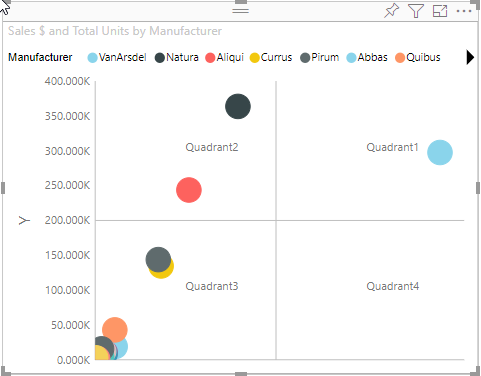 Sales $ and Total Units by Manufacturer
Manufacturer VanArsdel Natura Aliqui Currus Pirum Abbas Quibus
400.000K
350.000K
300.000K
250.000K
200.000K
150.000K
100.000K
50.000K
0.000K
Y
Quadrant2 Quadrant1
Quadrant3 Quadrant4